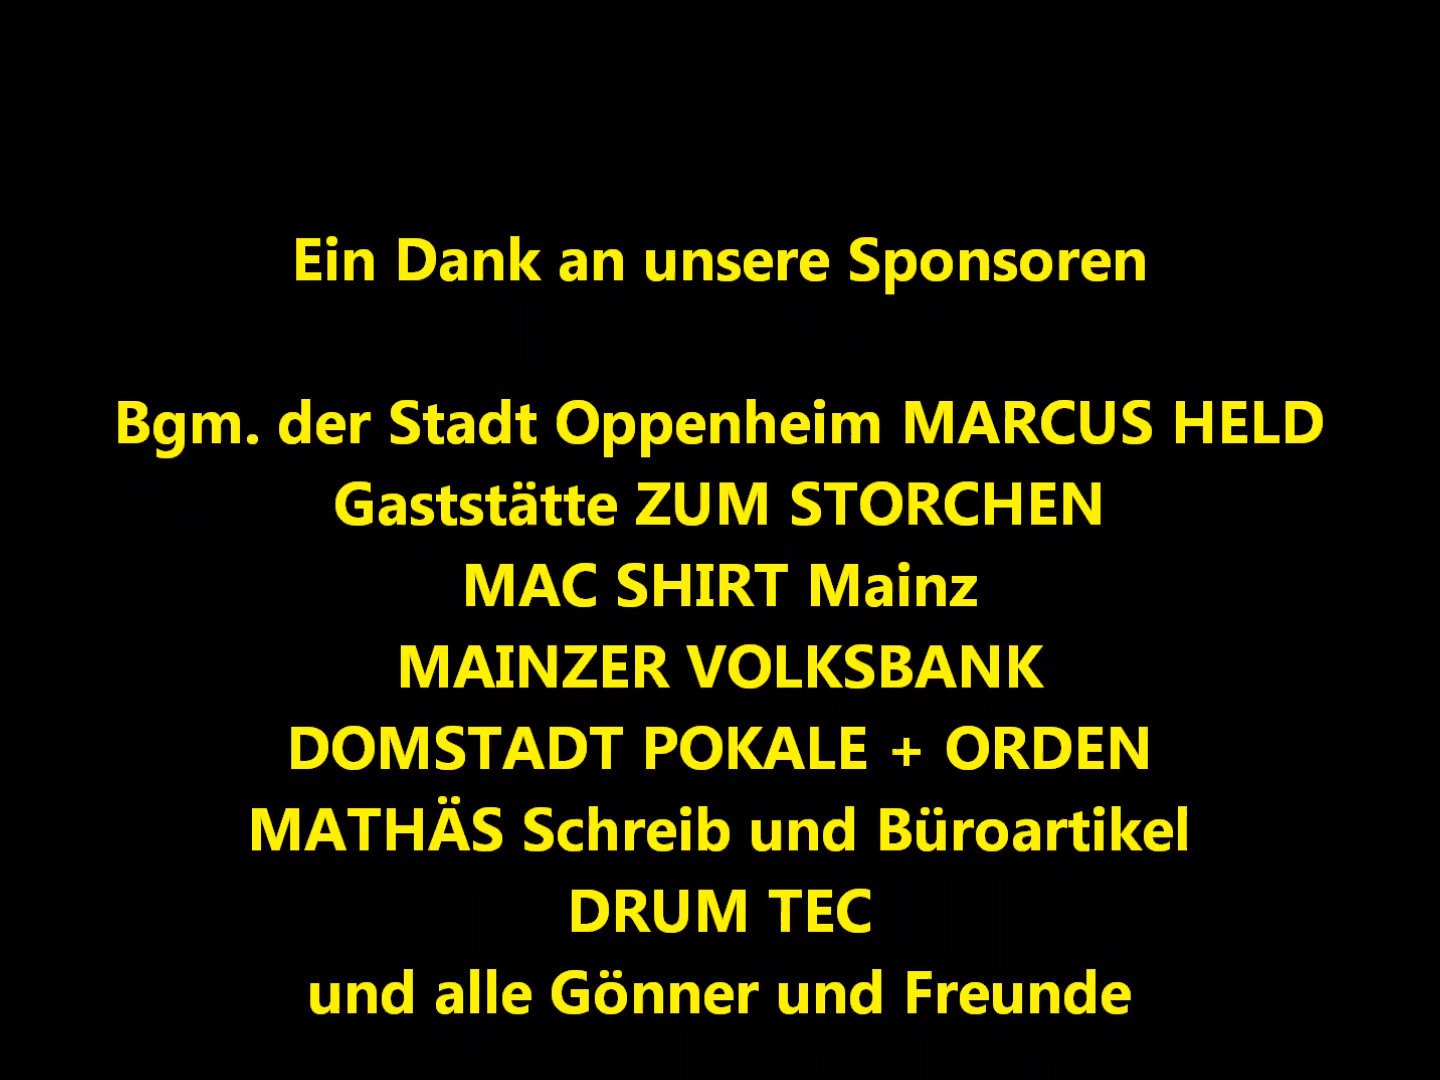 Ein Dank an unsere Sponsoren
Bgm. der Stadt Oppenheim MARCUS HELD
Gaststätte ZUM STORCHEN
MAC SHIRT Mainz
MAINZER VOLKSBANK
DOMSTADT POKALE + ORDEN
MATHÄS Schreib und Büroartikel
DRUM TEC
und alle Gönner und Freunde